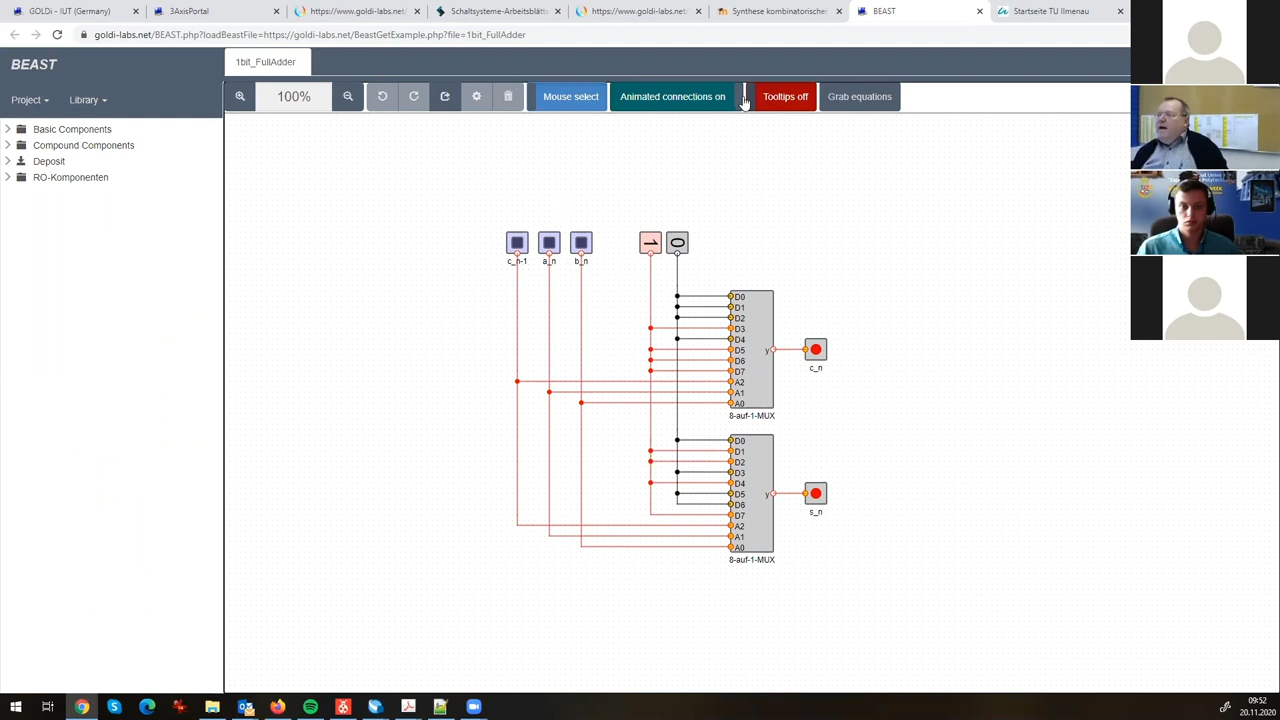 GOLDi - IUT (Germany)
3AxisPortal
https://www.goldi-labs.net/
Schaltsysteme-Arbeitsblätt
https://www.goldi-labs.net/
Synthese kombinatorischer
BEAST
Startseite TU Ilmenau
goldi-labs.net/BEAST.php?loadBeastFile=https://goldi-labs.net/BeastGetExample.php?file=1bit_FullAdder
BEAST
1bit_FullAdder
Project
Library
100%
Mouse select
Animated connections on
Tooltips off
Grab equations
Basic Components
Compound Components
Deposit
RO-Komponenten
1
0
c_n-1
a_n
b_n
D0
D1
D2
D3
D4
D5
D6
D7
A2
A1
A0
y
8-auf-1-MUX
c_n
D0
D1
D2
D3
D4
D5
D6
D7
A2
A1
A0
y
8-auf-1-MUX
s_n
09:52
20.11.2020